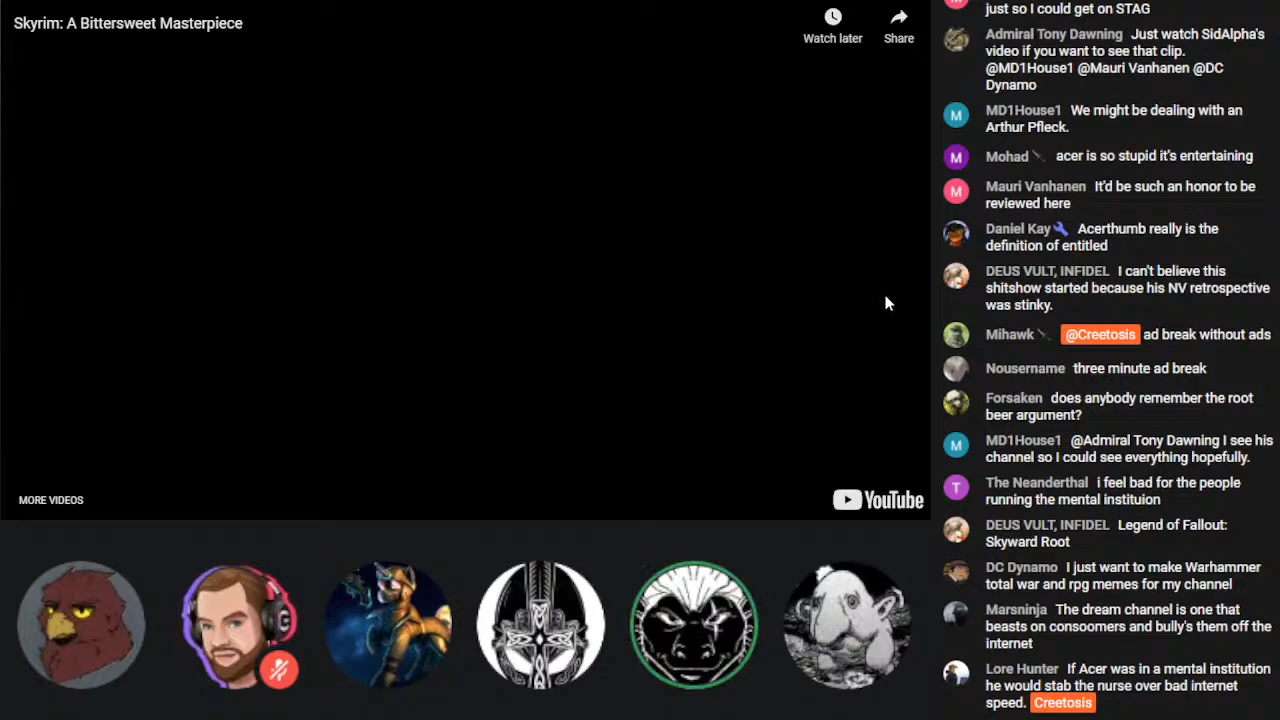 Skyrim: A Bittersweet Masterpiece
Watch later
Share
MORE VIDEOS
YouTube
just so I could get on STAG
Admiral Tony Dawning Just watch SidAlpha's
video if you want to see that clip.
@MD1House1 @Mauri Vanhanen @DC
Dynamo
M MD1House1 We might be dealing with an
Arthur Pfleck.
M Mohad acer is so stupid it's entertaining
M Mauri Vanhanen It'd be such an honor to be
reviewed here
Daniel Kay Acerthumb really is the
definition of entitled
DEUS VULT, INFIDEL I can't believe this
shitshow started because his NV retrospective
was stinky.
Mihawk @Creetosis ad break without ads
Nousername three minute ad break
Forsaken does anybody remember the root
beer argument?
M MD1House1 @Admiral Tony Dawning I see his
channel so I could see everything hopefully.
T The Neanderthal i feel bad for the people
running the mental instituion
DEUS VULT, INFIDEL Legend of Fallout:
Skyward Root
DC Dynamo I just want to make Warhammer
total war and rpg memes for my channel
Marsninja The dream channel is one that
beasts on consoomers and bully's them off the
internet
Lore Hunter If Acer was in a mental institution
he would stab the nurse over bad internet
speed. Creetosis